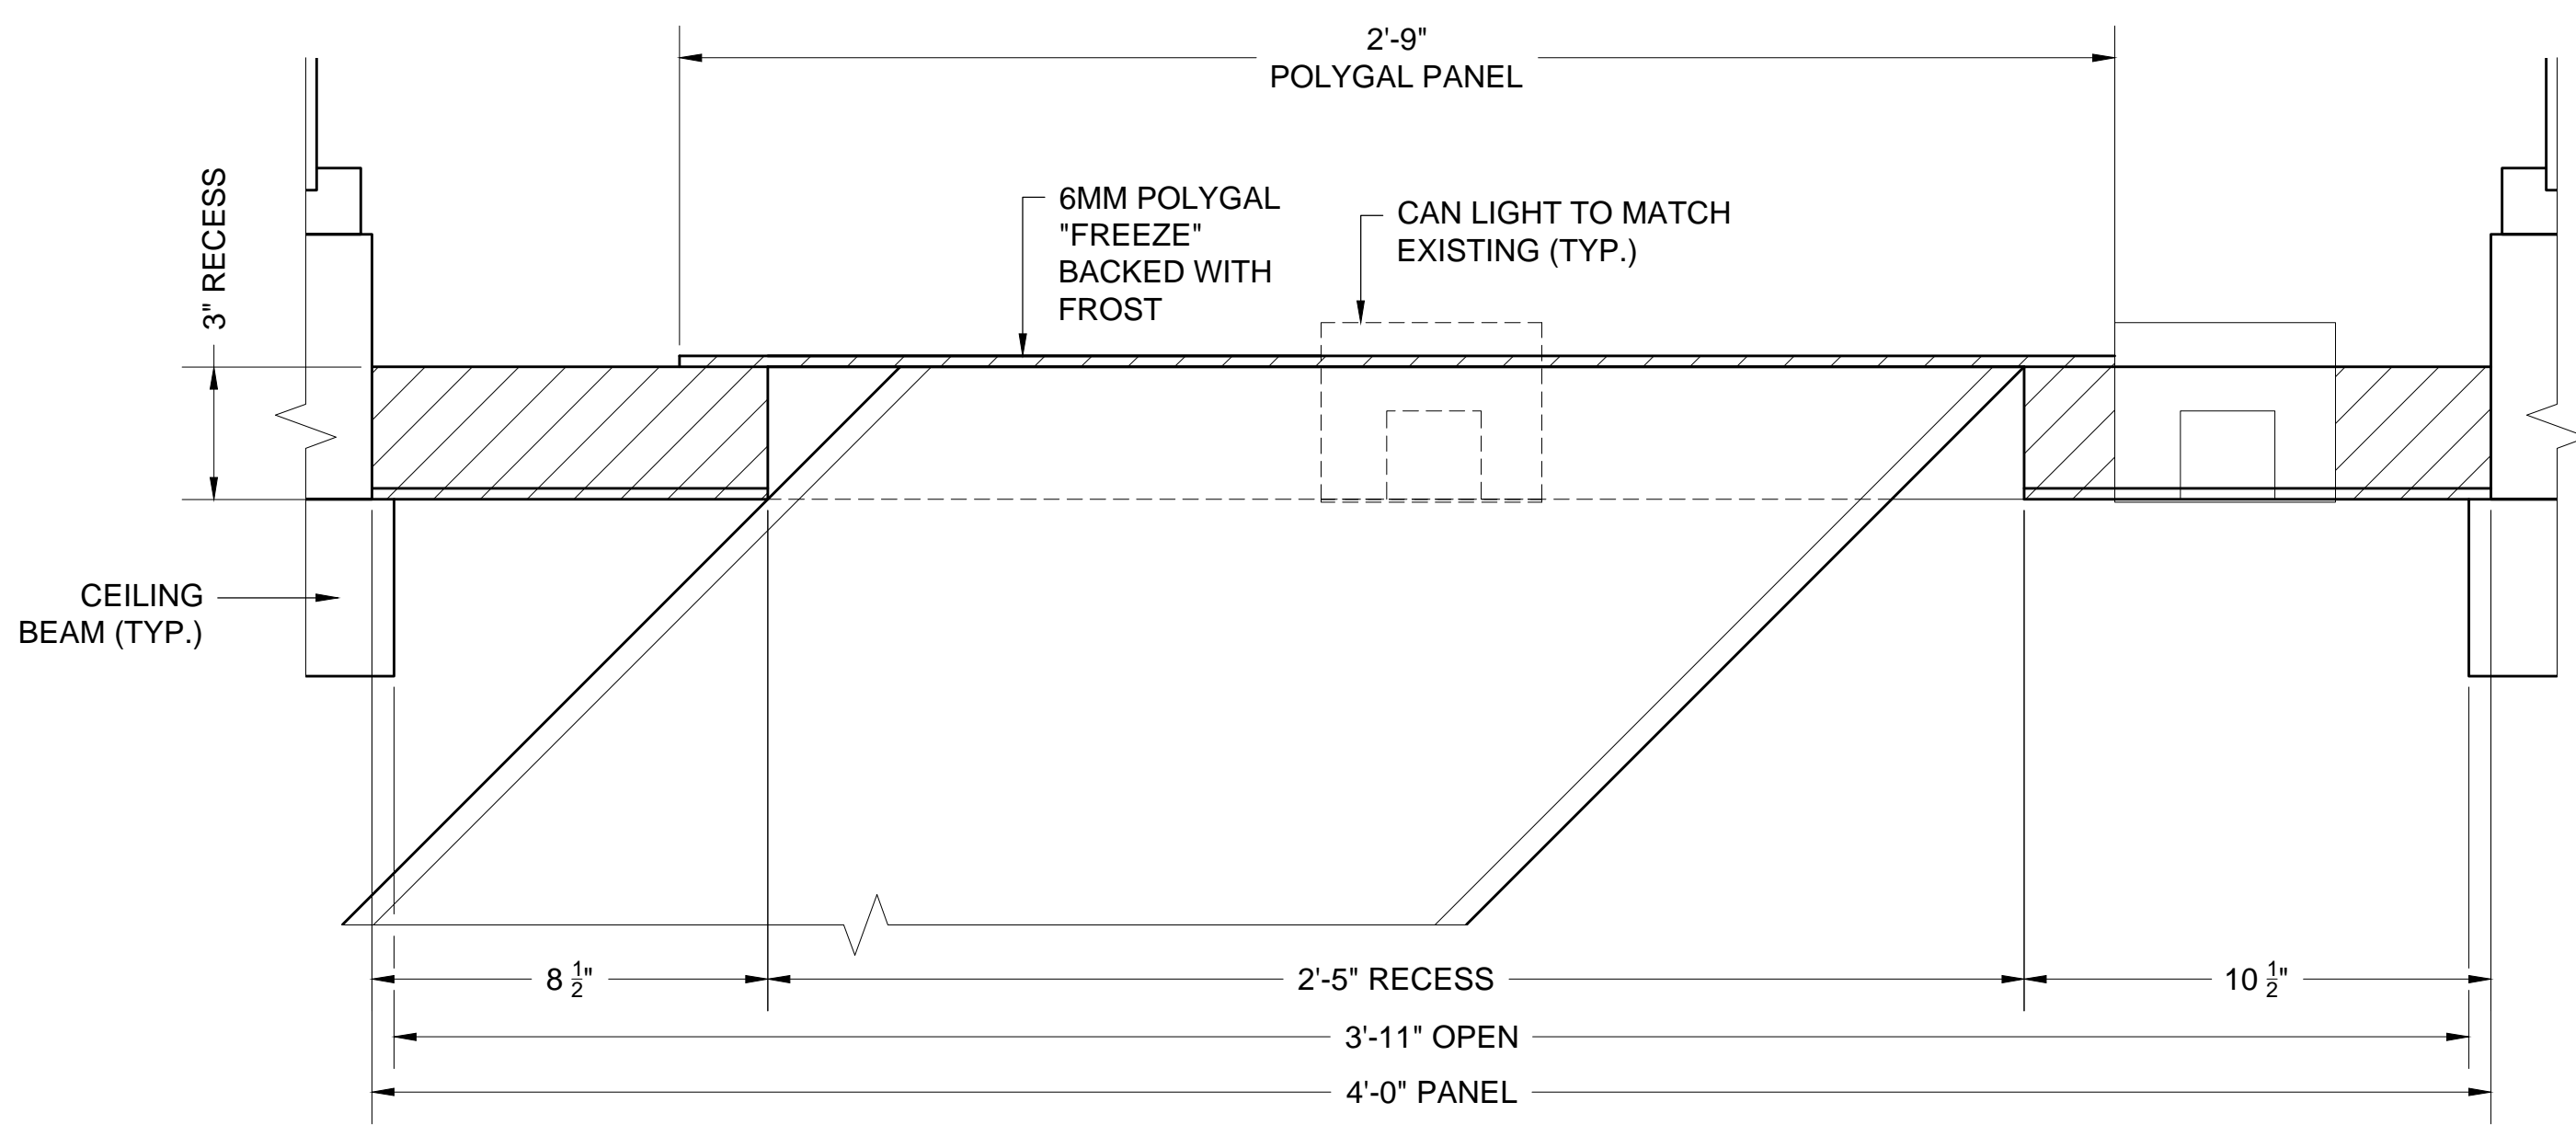 2'-9"
POLYGAL PANEL
3" RECESS
6MM POLYGAL
"FREEZE"
BACKED WITH
FROST
CAN LIGHT TO MATCH
EXISTING (TYP.)
CEILING
BEAM (TYP.)
8 1/2"
2'-5" RECESS
10 1/2"
3'-11" OPEN
4'-0" PANEL